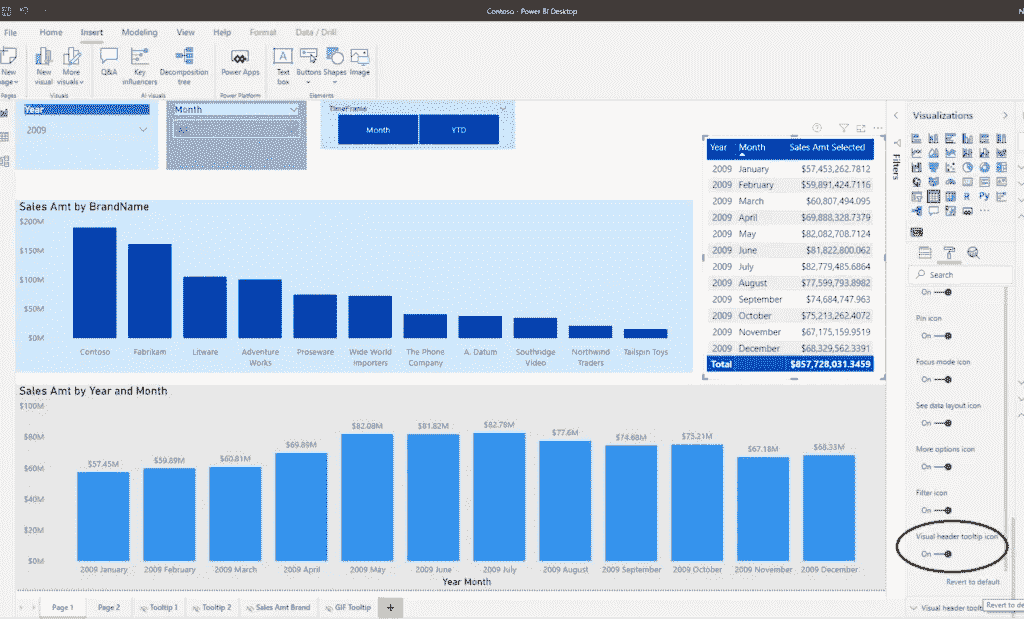 Contoso - Power BI Desktop
File Home Insert Modeling View Help Format Data / Drill
New
visual
More
visuals
Q&A
Key
influencers
Decomposition
tree
Power Apps
Text
box
Buttons
Shapes
Image
Pages
Visuals
AI visuals
Power Platform
Elements
Year
2009
Month
TimeFrame
Month YTD
Sales Amt by BrandName
$200M
$150M
$100M
$50M
$0M
Contoso
Fabrikam
Litware
Adventure
Works
Proseware
Wide World
Importers
The Phone
Company
A. Datum
Southridge
Video
Northwind
Traders
Tailspin Toys
Year Month Sales Amt Selected
2009 January $57,453,262.7812
2009 February $59,891,424.7116
2009 March $60,807,494.095
2009 April $69,888,328.7379
2009 May $82,082,708.7124
2009 June $81,822,800.062
2009 July $82,779,485.6864
2009 August $77,599,793.8982
2009 September $74,684,747.963
2009 October $75,213,262.4072
2009 November $67,175,159.9519
2009 December $68,329,562.3391
Total $857,728,031.3459
Sales Amt by Year and Month
$100M
$80M
$60M
$40M
$20M
$0M
$57.45M
$59.89M
$60.81M
$69.89M
$82.08M
$81.82M
$82.78M
$77.6M
$74.68M
$75.21M
$67.18M
$68.33M
2009 January
2009 February
2009 March
2009 April
2009 May
2009 June
2009 July
2009 August
2009 September
2009 October
2009 November
2009 December
Year Month
Filters
Visualizations
Search
On
Pin icon
On
Focus mode icon
On
See data layout icon
On
More options icon
On
Filter icon
On
Visual header tooltip icon
On
Revert to default
Visual header
Revert to
Page 1 Page 2 Tooltip 1 Tooltip 2 Sales Amt Brand GIF Tooltip +